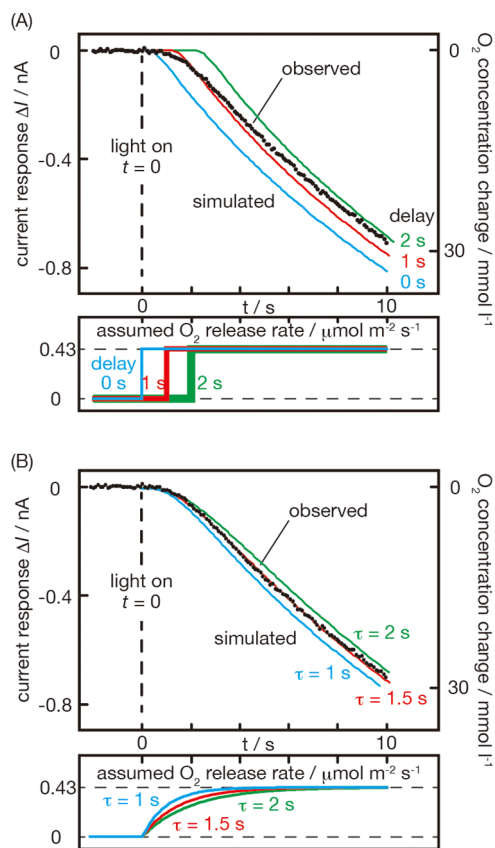 (A)
current response ΔI / nA
0
-0.4
-0.8
light on
t = 0
observed
simulated
delay
2 s
1 s
0 s
0
30
O2 concentration change / mmol l-1
0
t / s
10
assumed O2 release rate / μmol m-2 s-1
0.43
0
delay
0 s
1 s
2 s
(B)
current response ΔI / nA
0
-0.4
-0.8
light on
t = 0
observed
simulated
τ = 2 s
τ = 1 s
τ = 1.5 s
0
30
O2 concentration change / mmol l-1
0
t / s
10
assumed O2 release rate / μmol m-2 s-1
0.43
0
τ = 1 s
τ = 1.5 s
τ = 2 s